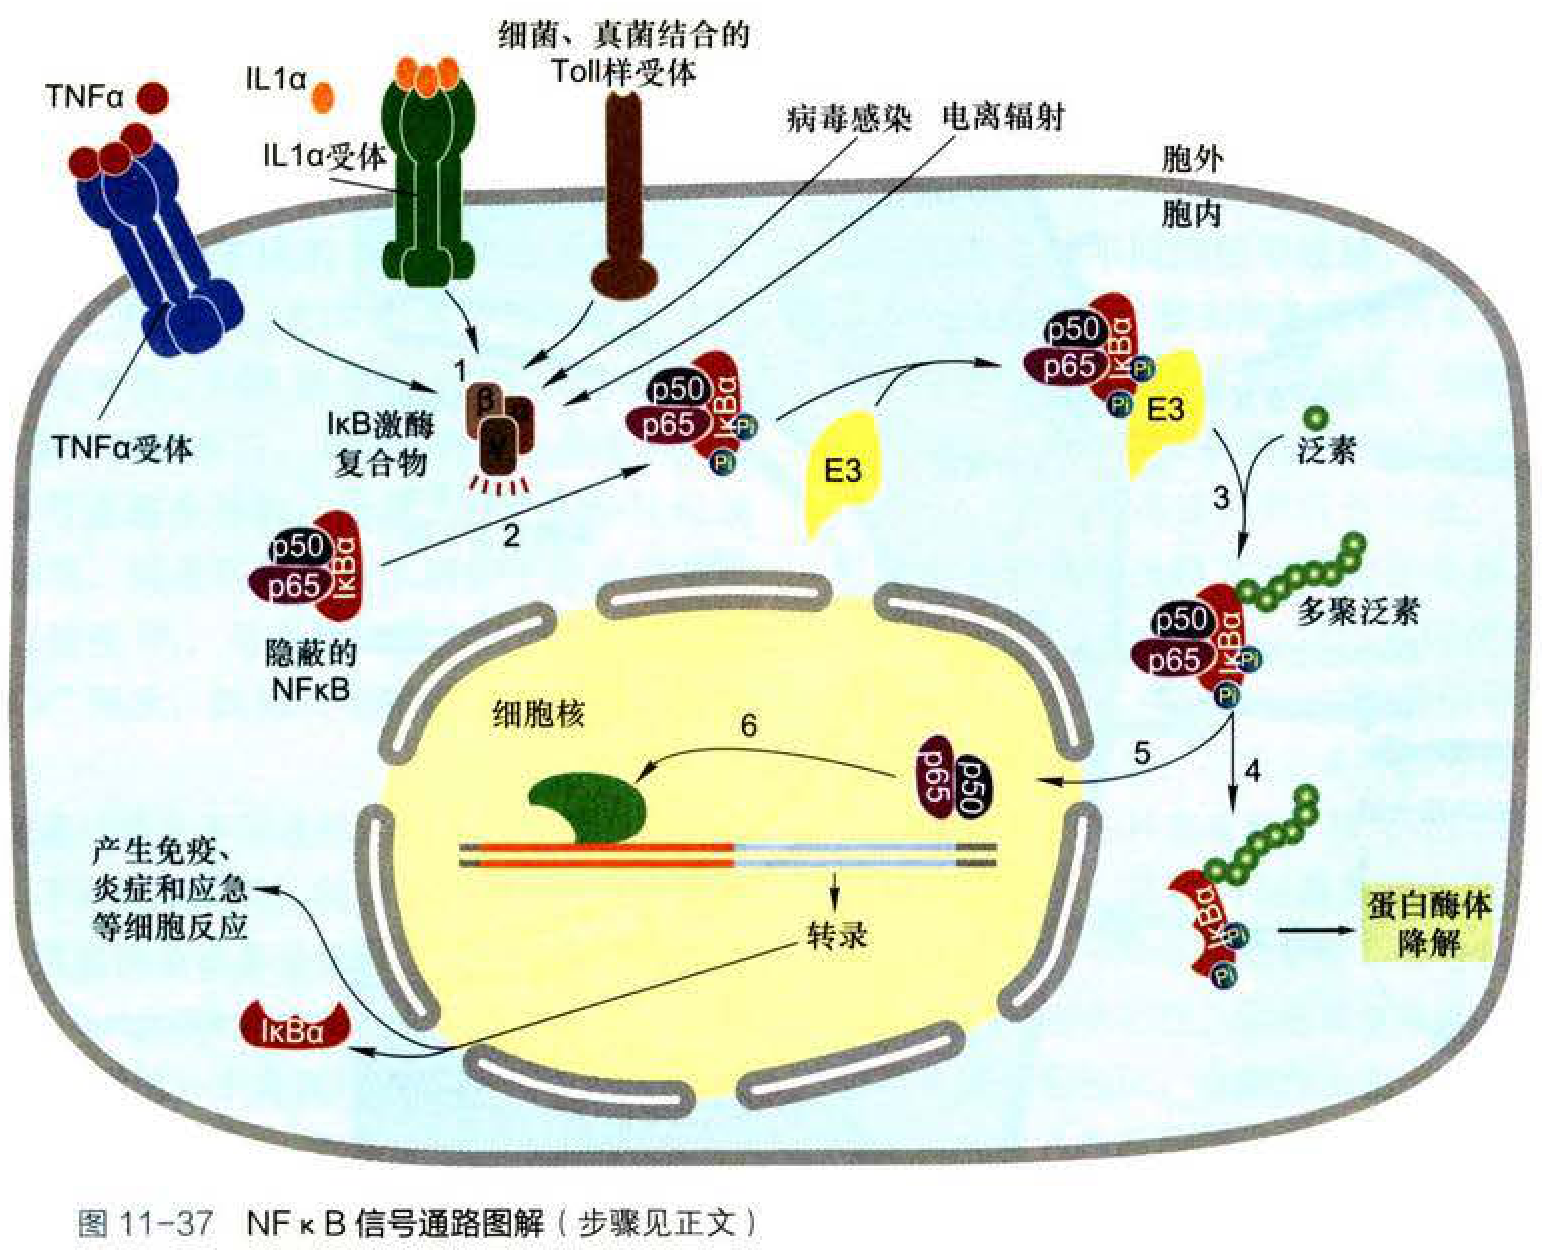 细菌、真菌结合的
Toll样受体
TNFα
IL1α
IL1α受体
病毒感染
电离辐射
胞外
胞内
TNFα受体
1
β
α
γ
IκB激酶
复合物
p50
p65
IκBα
Pi
Pi
E3
p50
p65
IκBα
Pi
Pi
E3
泛素
3
2
p50
p65
IκBα
隐蔽的
NFκB
多聚泛素
p50
p65
IκBα
Pi
Pi
细胞核
6
p65
p50
5
4
产生免疫、
炎症和应急
等细胞反应
转录
IκBα
Pi
Pi
蛋白酶体
降解
IκBα
图 11-37 NFκB 信号通路图解（步骤见正文）